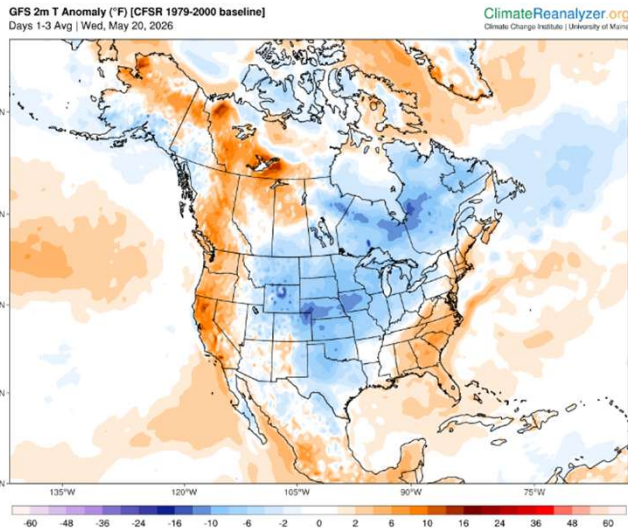 GFS 2m T Anomaly (°F) [CFSR 1979-2000 baseline]
Days 1-3 Avg | Wed, May 20, 2026
ClimateReanalyzer.org
Climate Change Institute | University of Maine
135°W 120°W 105°W 90°W 75°W
-60 -48 -36 -24 -16 -10 -6 -2 0 2 6 10 16 24 36 48 60